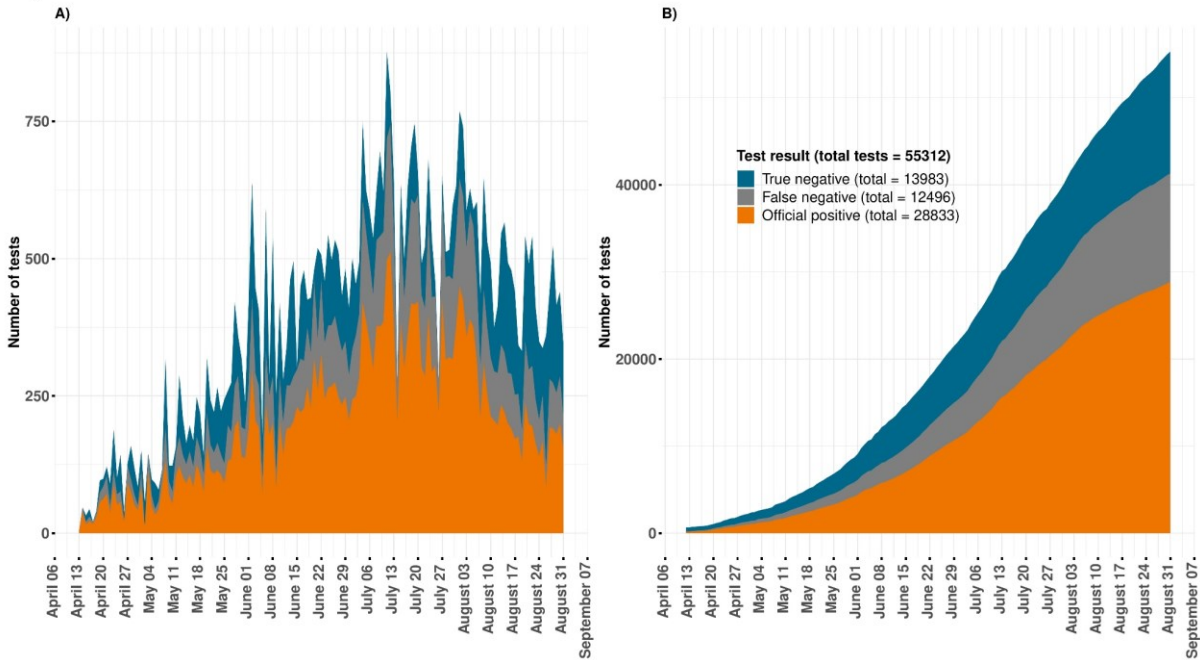 A)
Number of tests
750
500
250
0
April 06
April 13
April 20
April 27
May 04
May 11
May 18
May 25
June 01
June 08
June 15
June 22
June 29
July 06
July 13
July 20
July 27
August 03
August 10
August 17
August 24
August 31
September 07
B)
Number of tests
40000
20000
0
Test result (total tests = 55312)
True negative (total = 13983)
False negative (total = 12496)
Official positive (total = 28833)
April 06
April 13
April 20
April 27
May 04
May 11
May 18
May 25
June 01
June 08
June 15
June 22
June 29
July 06
July 13
July 20
July 27
August 03
August 10
August 17
August 24
August 31
September 07